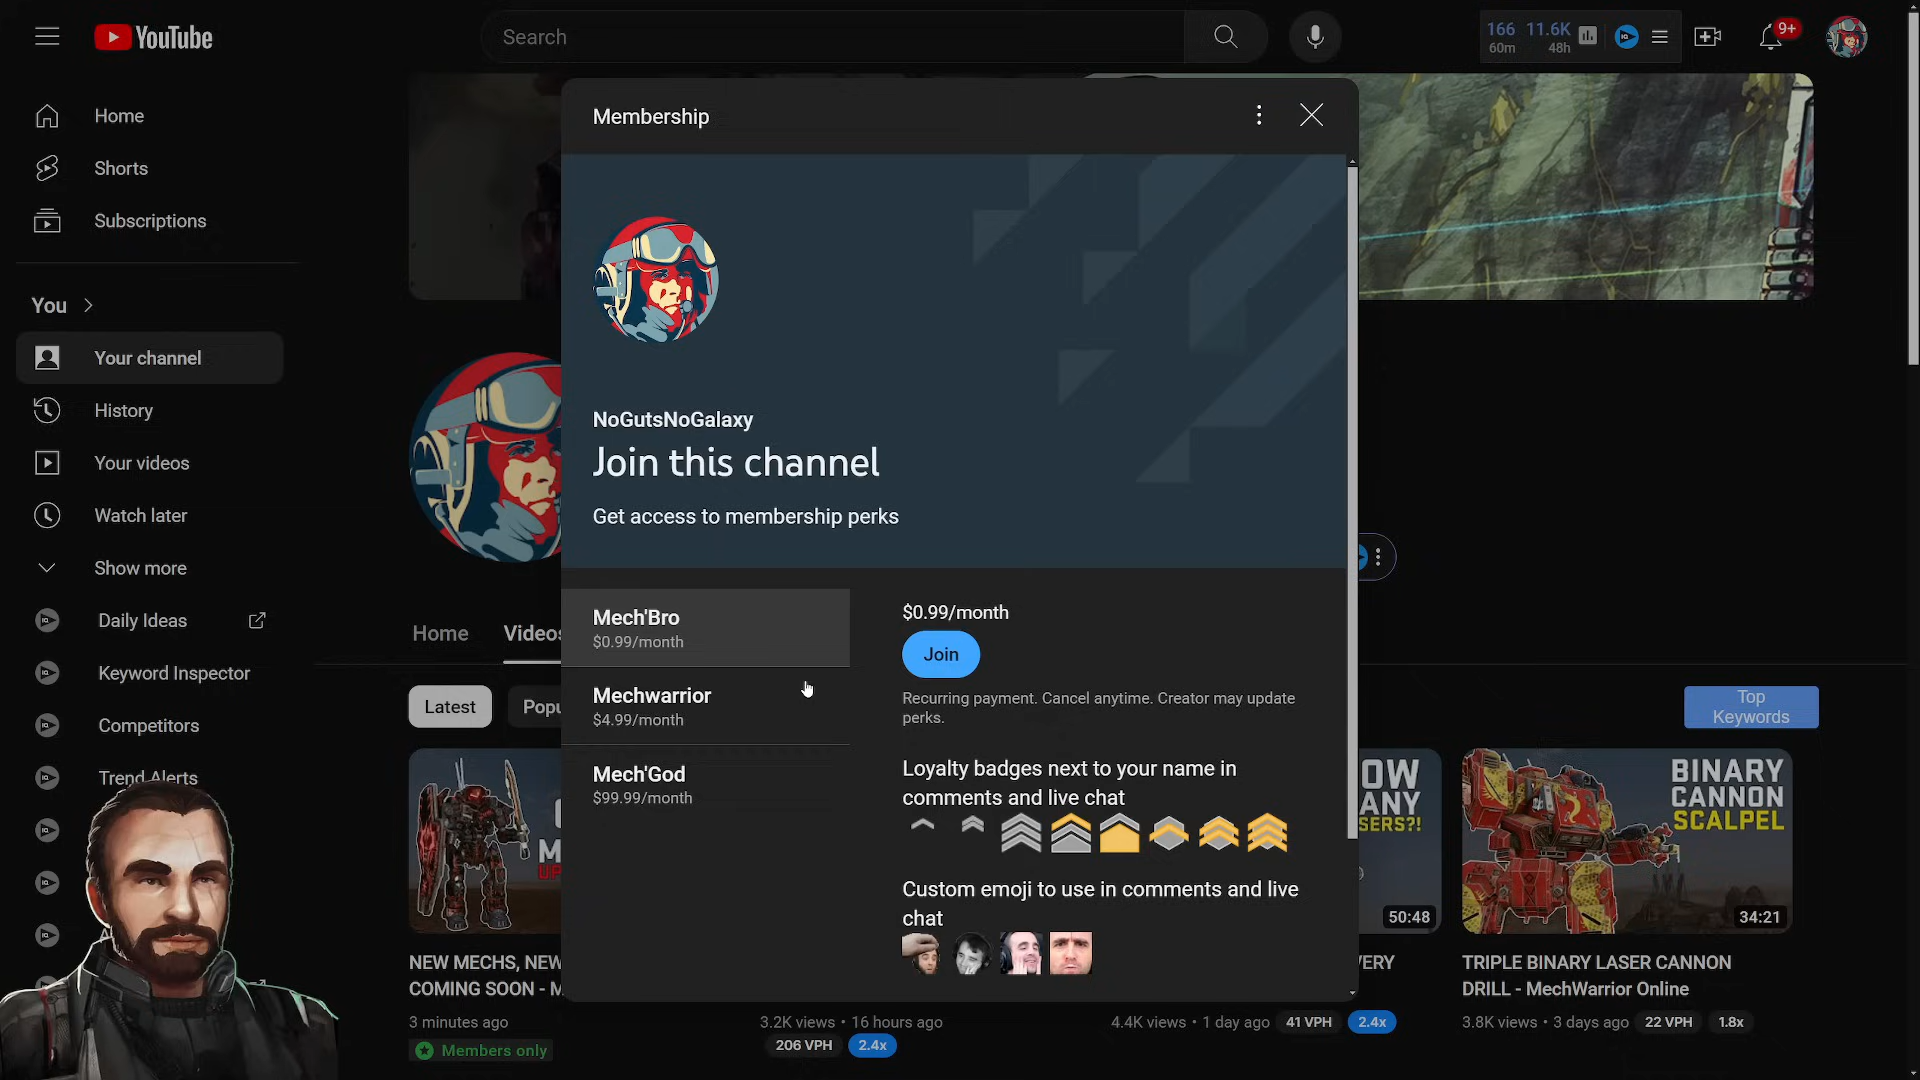 YouTube
Search
166 11.6K
60m 48h
9+
Home
Shorts
Subscriptions
You
Your channel
History
Your videos
Watch later
Show more
Daily Ideas
Keyword Inspector
Competitors
Trend Alerts
Membership
NoGutsNoGalaxy
Join this channel
Get access to membership perks
Mech'Bro
$0.99/month
Mechwarrior
$4.99/month
Mech'God
$99.99/month
$0.99/month
Join
Recurring payment. Cancel anytime. Creator may update
perks.
Loyalty badges next to your name in
comments and live chat
Custom emoji to use in comments and live
chat
Home Videos
Latest Popu
Top
Keywords
NEW MECHS, NEW
COMING SOON - M
3 minutes ago
Members only
3.2K views • 16 hours ago
206 VPH 2.4x
OW
ANY
SERS?!
50:48
VERY
4.4K views • 1 day ago 41 VPH 2.4x
BINARY
CANNON
SCALPEL
34:21
TRIPLE BINARY LASER CANNON
DRILL - MechWarrior Online
3.8K views • 3 days ago 22 VPH 1.8x